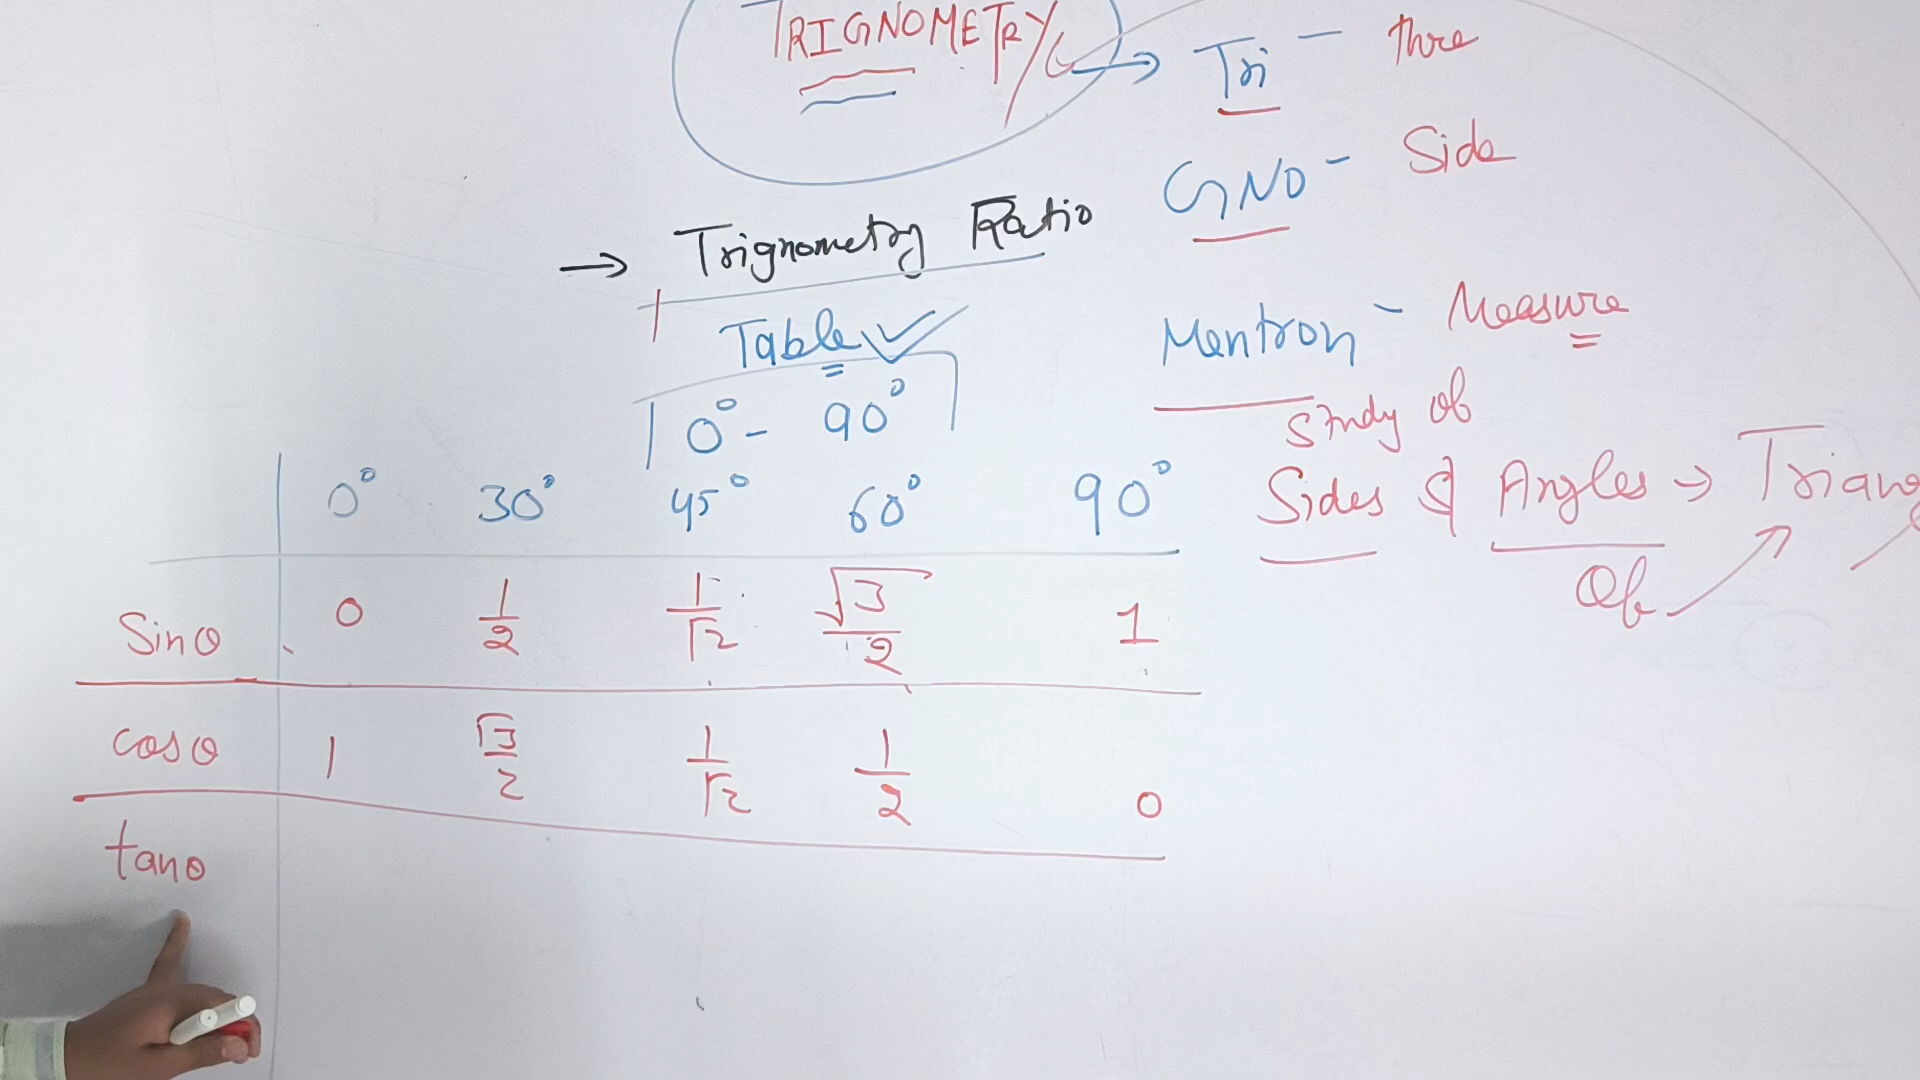 TRIGNOMETRY → Tri - thre
GNO - Side
→ Trignometry Ratio
Table ✓
Mentron - Measure
0° - 90°
Study of
Sides & Angles → Triang
Of
0° 30° 45° 60° 90°
Sinθ 0 1/2 1/√2 √3/2 1
cosθ 1 √3/2 1/√2 1/2 0
tanθ